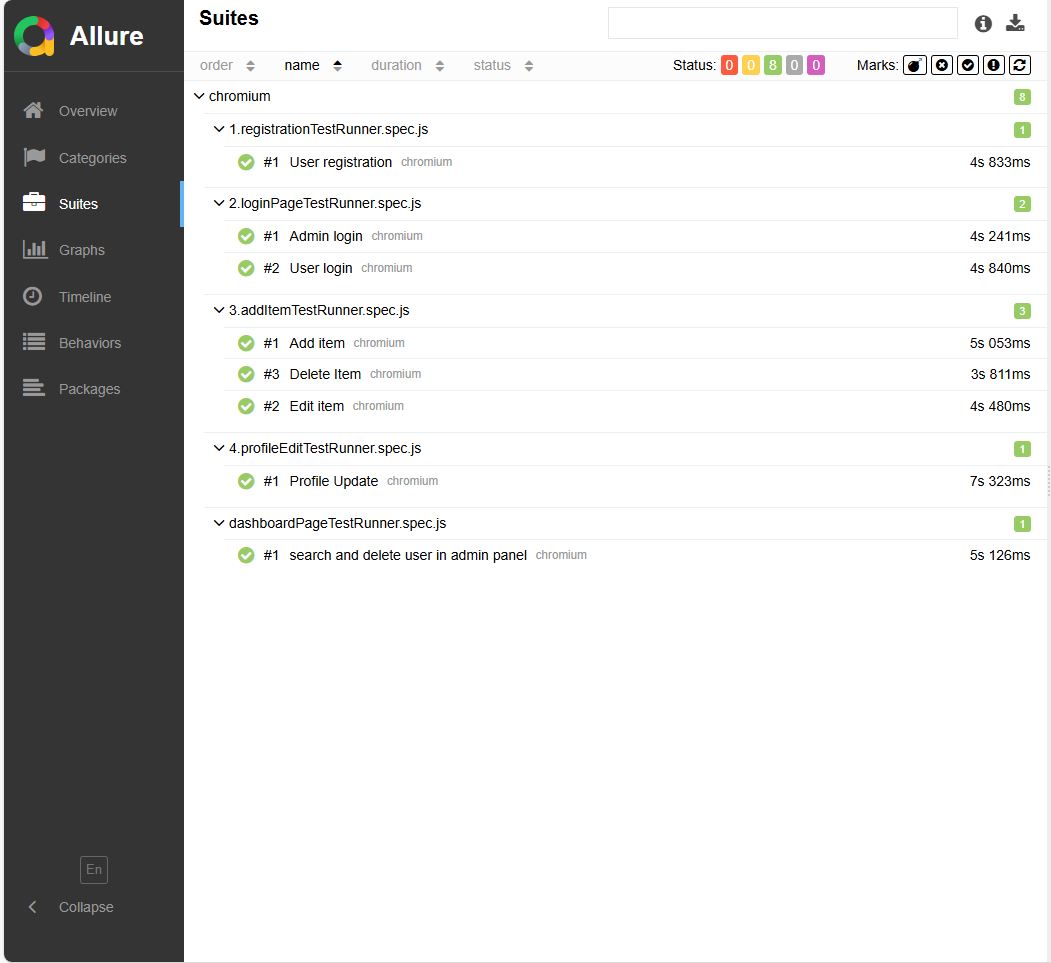 Allure
Overview
Categories
Suites
Graphs
Timeline
Behaviors
Packages
En
Collapse
Suites
order name duration status Status: 0 0 8 0 0 Marks:
chromium 8
1.registrationTestRunner.spec.js 1
#1 User registration chromium 4s 833ms
2.loginPageTestRunner.spec.js 2
#1 Admin login chromium 4s 241ms
#2 User login chromium 4s 840ms
3.addItemTestRunner.spec.js 3
#1 Add item chromium 5s 053ms
#3 Delete Item chromium 3s 811ms
#2 Edit item chromium 4s 480ms
4.profileEditTestRunner.spec.js 1
#1 Profile Update chromium 7s 323ms
dashboardPageTestRunner.spec.js 1
#1 search and delete user in admin panel chromium 5s 126ms